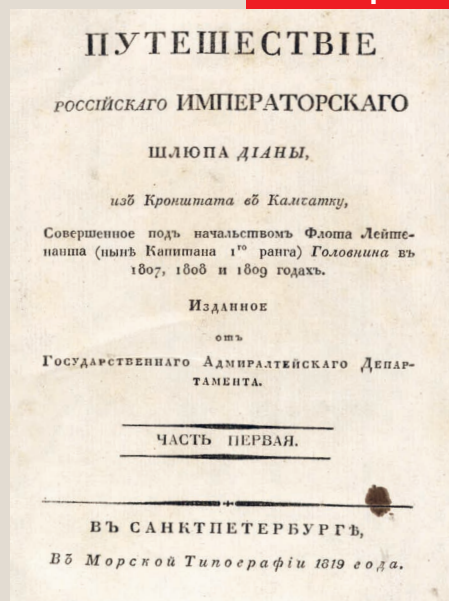 ПУТЕШЕСТВІЕ
РОССІЙСКАГО ИМПЕРАТОРСКАГО
ШЛЮПА ДІАНЫ,
изъ Кронштата въ Камчатку,
Совершенное подъ начальствомъ Флота Лейте-
нанта (нынѣ Капитана 1го ранга) Головнина въ
1807, 1808 и 1809 годахъ.
Изданное
отъ
Государственнаго Адмиралтейскаго Депар-
тамента.
ЧАСТЬ ПЕРВАЯ.
ВЪ САНКТПЕТЕРБУРГѢ,
Въ Морской Типографіи 1819 года.